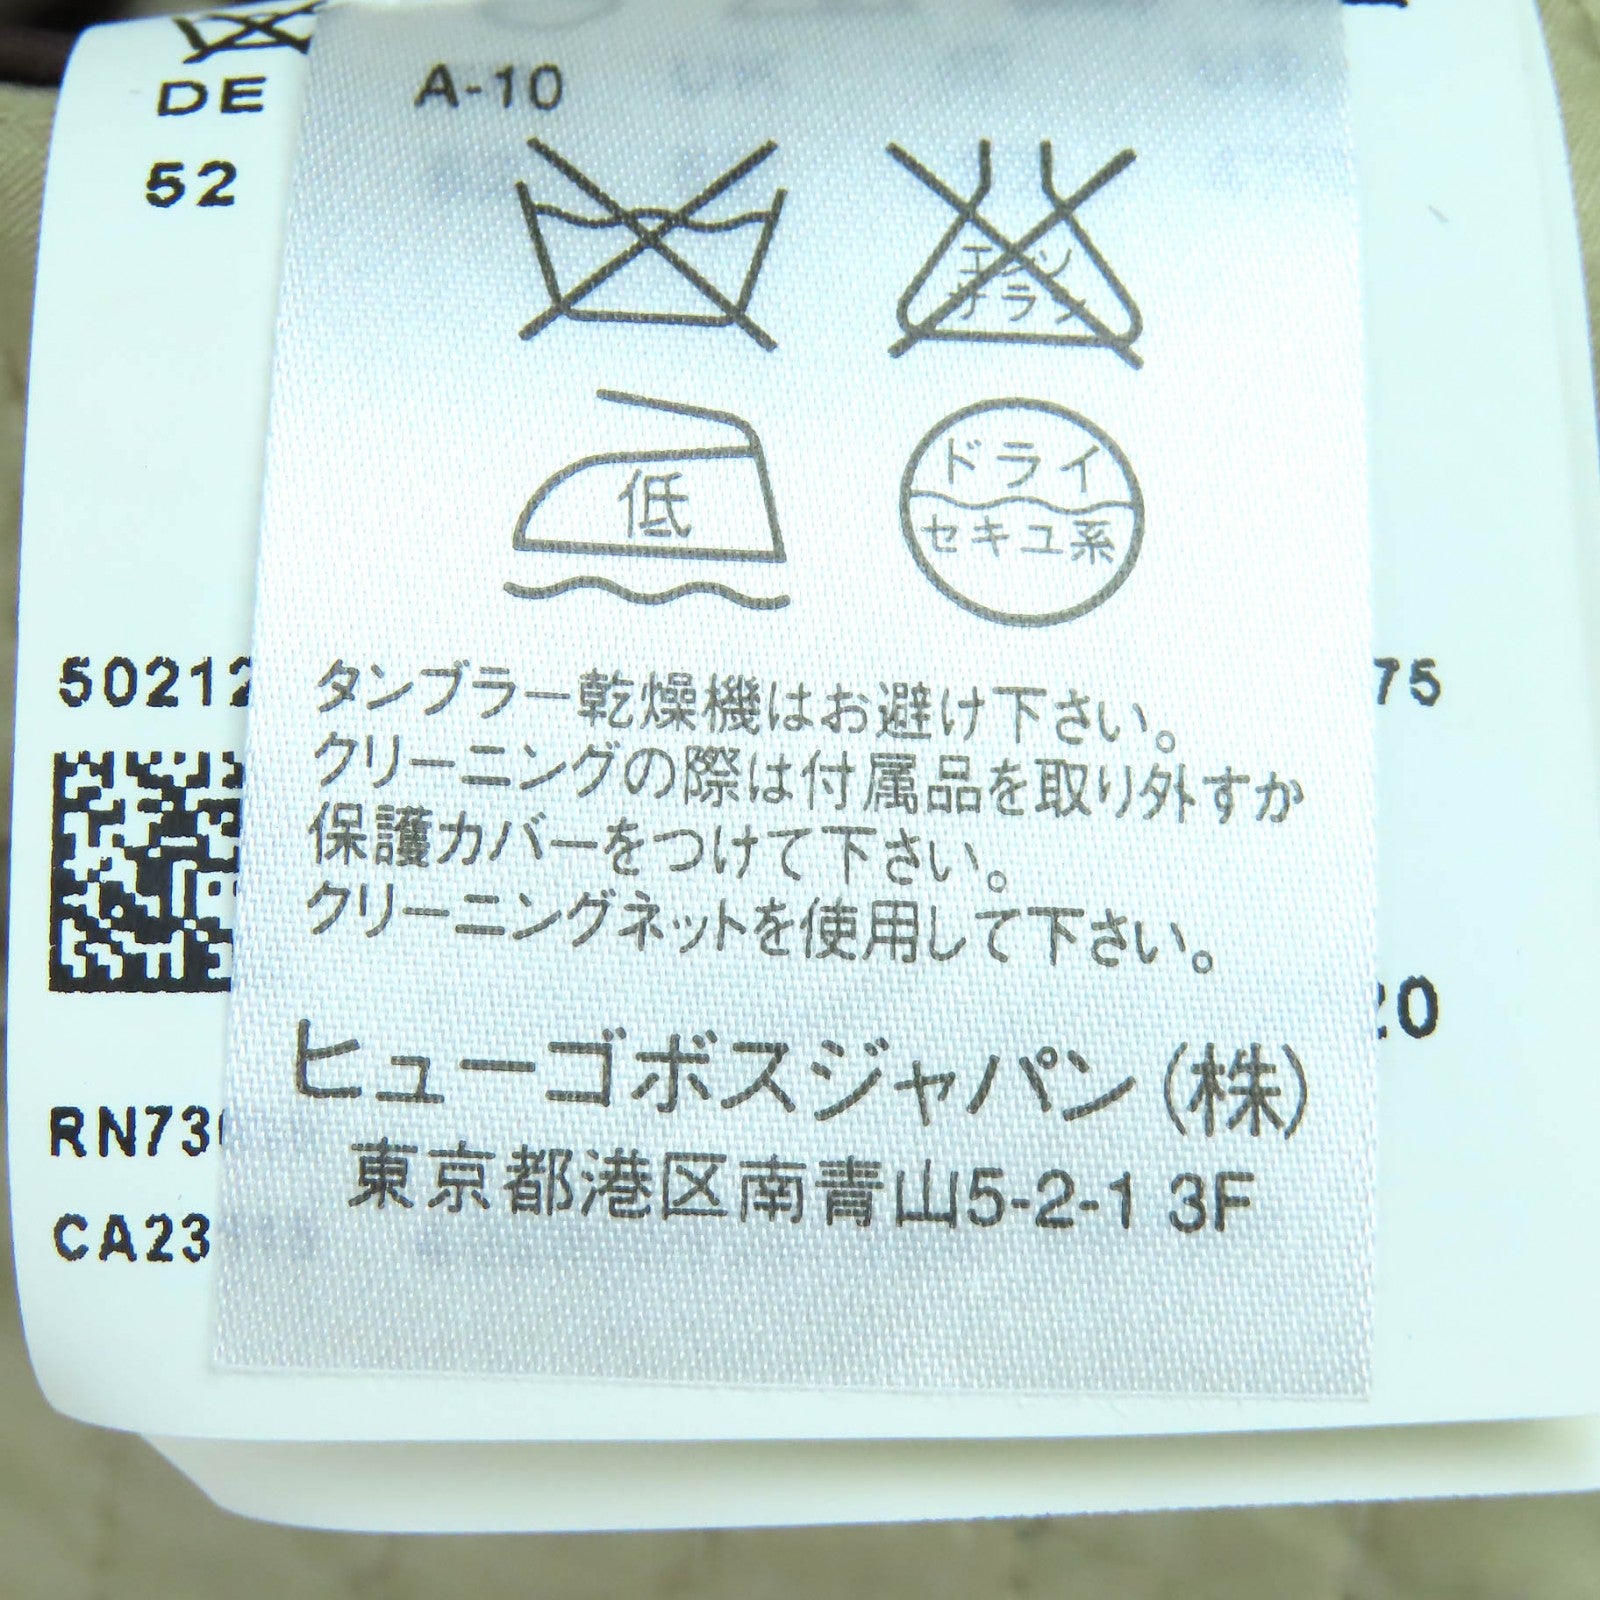 A-10
DE
52
エンソ
サラシ
低
ドライ
セキユ系
50212
75
タンブラー乾燥機はお避け下さい。
クリーニングの際は付属品を取り外すか
保護カバーをつけて下さい。
クリーニングネットを使用して下さい。
20
ヒューゴボスジャパン(株)
RN73
東京都港区南青山5-2-1 3F
CA23